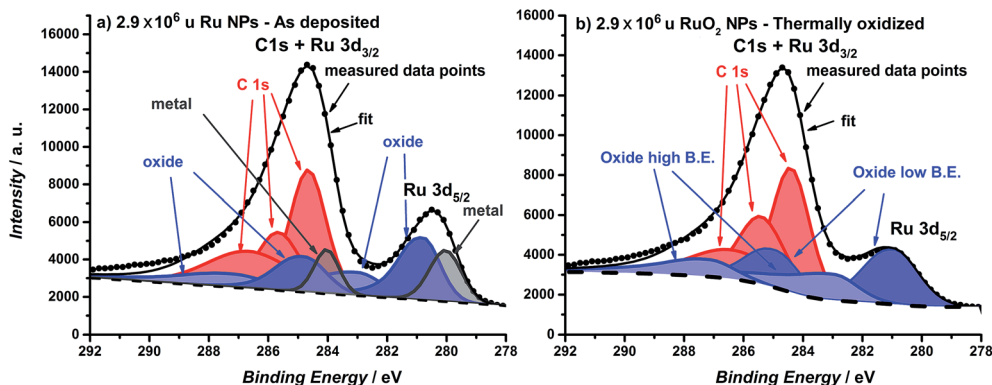 a) 2.9 × 10⁶ u Ru NPs - As deposited
C1s + Ru 3d₃/₂
measured data points
C 1s
metal
fit
oxide
oxide
Ru 3d₅/₂
metal
Intensity / a. u.
16000
14000
12000
10000
8000
6000
4000
2000
0
292 290 288 286 284 282 280 278
Binding Energy / eV
b) 2.9 × 10⁶ u RuO₂ NPs - Thermally oxidized
C1s + Ru 3d₃/₂
measured data points
C 1s
fit
Oxide high B.E.
Oxide low B.E.
Ru 3d₅/₂
16000
14000
12000
10000
8000
6000
4000
2000
0
292 290 288 286 284 282 280 278
Binding Energy / eV